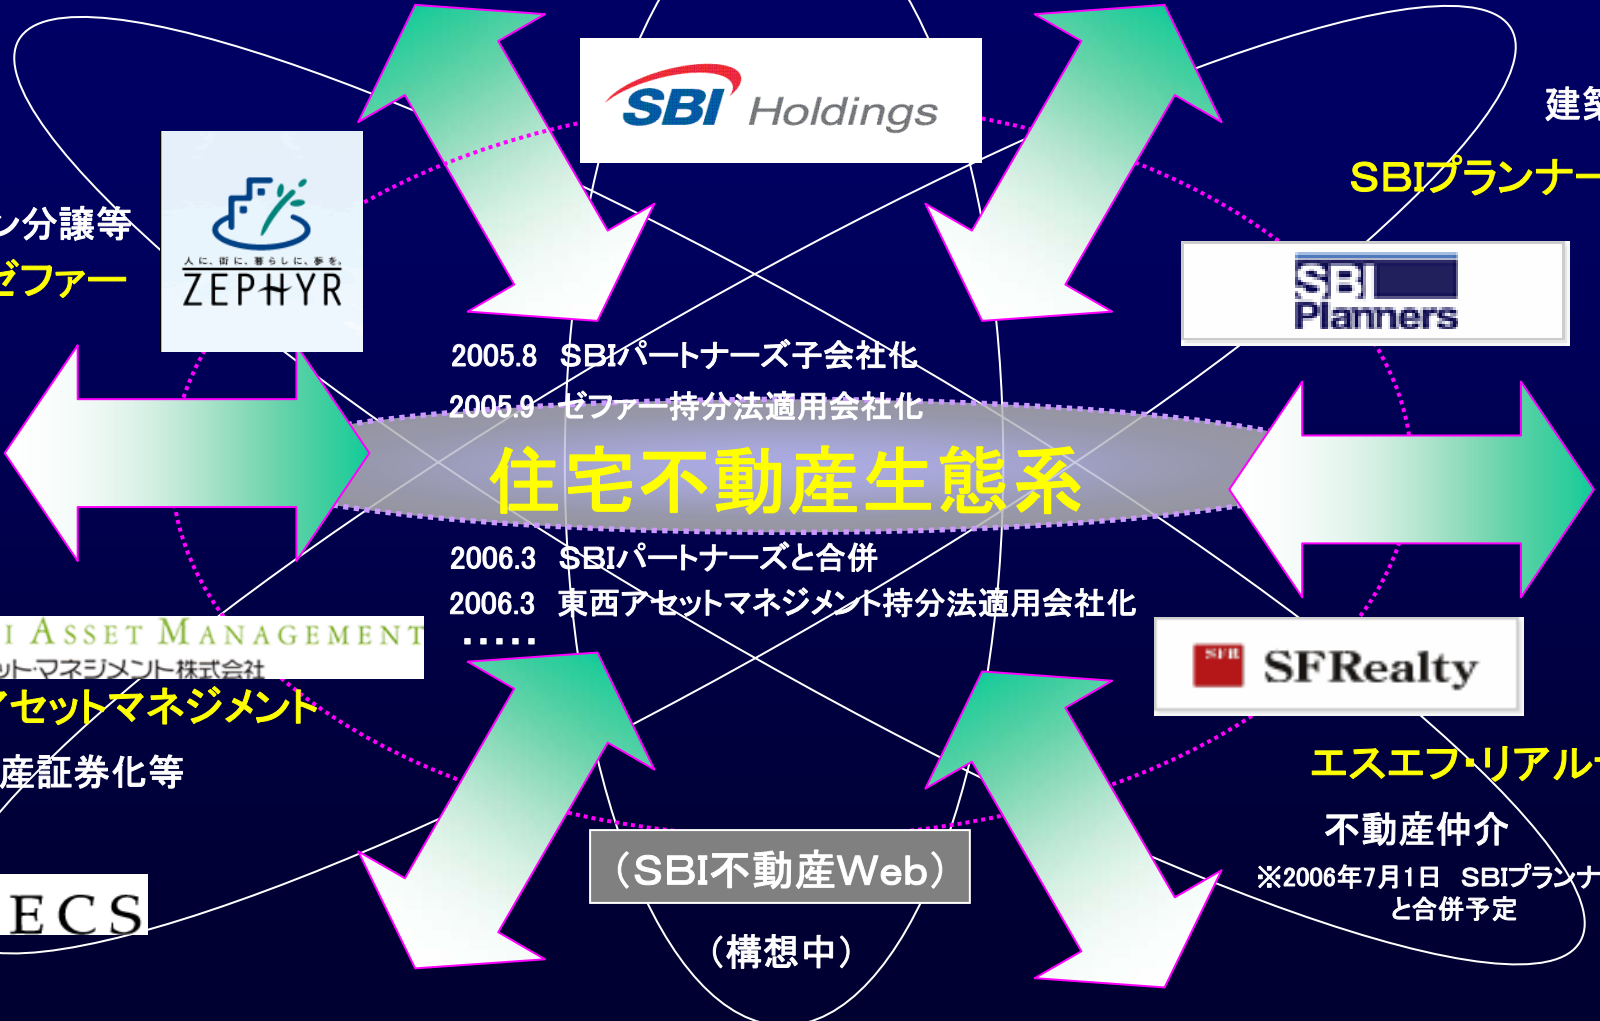 SBI Holdings
建築
SBIプランナー
ン分譲等
ゼファー
人に、街に、暮らしに、夢を。
ZEPHYR
SBI
Planners
2005.8 SBIパートナーズ子会社化
2005.9 ゼファー持分法適用会社化
住宅不動産生態系
2006.3 SBIパートナーズと合併
2006.3 東西アセットマネジメント持分法適用会社化
・・・・・
I ASSET MANAGEMENT
ット・マネジメント株式会社
アセットマネジメント
産証券化等
SFR
SFRealty
エスエフ・リアル
不動産仲介
※2006年7月1日 SBIプランナ
と合併予定
(SBI不動産Web)
(構想中)
ECS